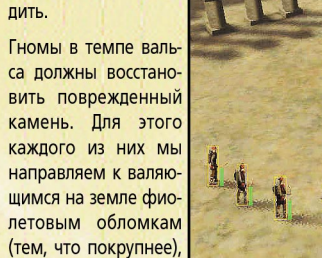 дить.
Гномы в темпе валь-
са должны восстано-
вить поврежденный
камень. Для этого
каждого из них мы
направляем к валяю-
щимся на земле фио-
летовым обломкам
(тем, что покрупнее),